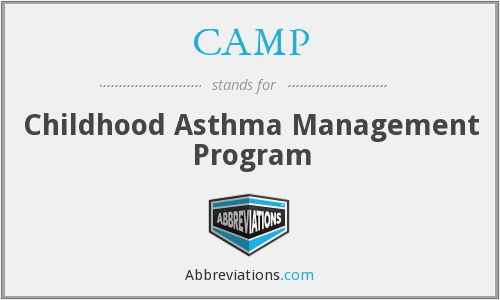 CAMP
stands for
Childhood Asthma Management
Program
ABBREVIATIONS
Abbreviations.com